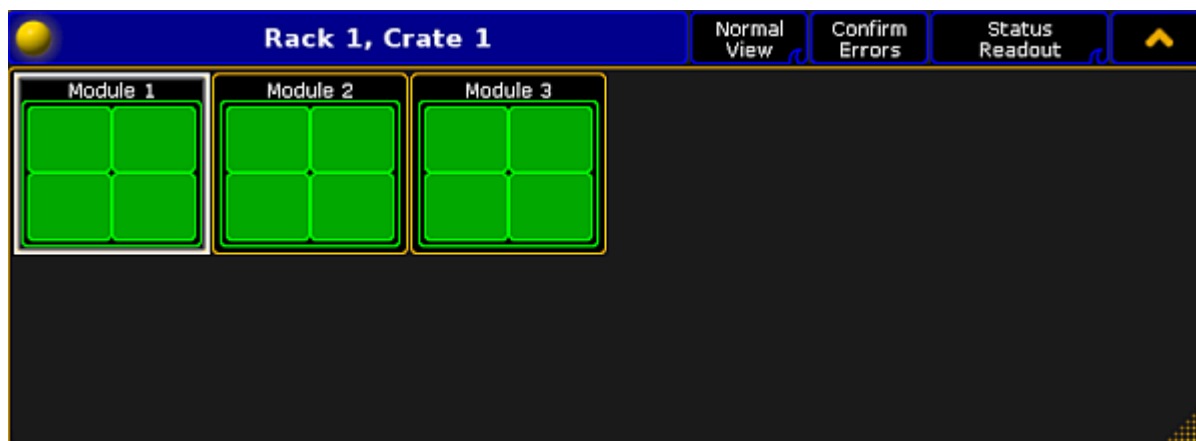 Rack 1, Crate 1
Normal
View
Confirm
Errors
Status
Readout
Module 1
Module 2
Module 3